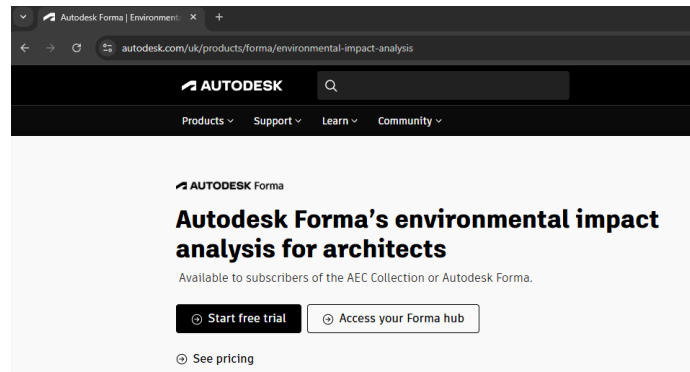 Autodesk Forma | Environment
autodesk.com/uk/products/forma/environmental-impact-analysis
AUTODESK
Products Support Learn Community
AUTODESK Forma
Autodesk Forma's environmental impact
analysis for architects
Available to subscribers of the AEC Collection or Autodesk Forma.
Start free trial Access your Forma hub
See pricing